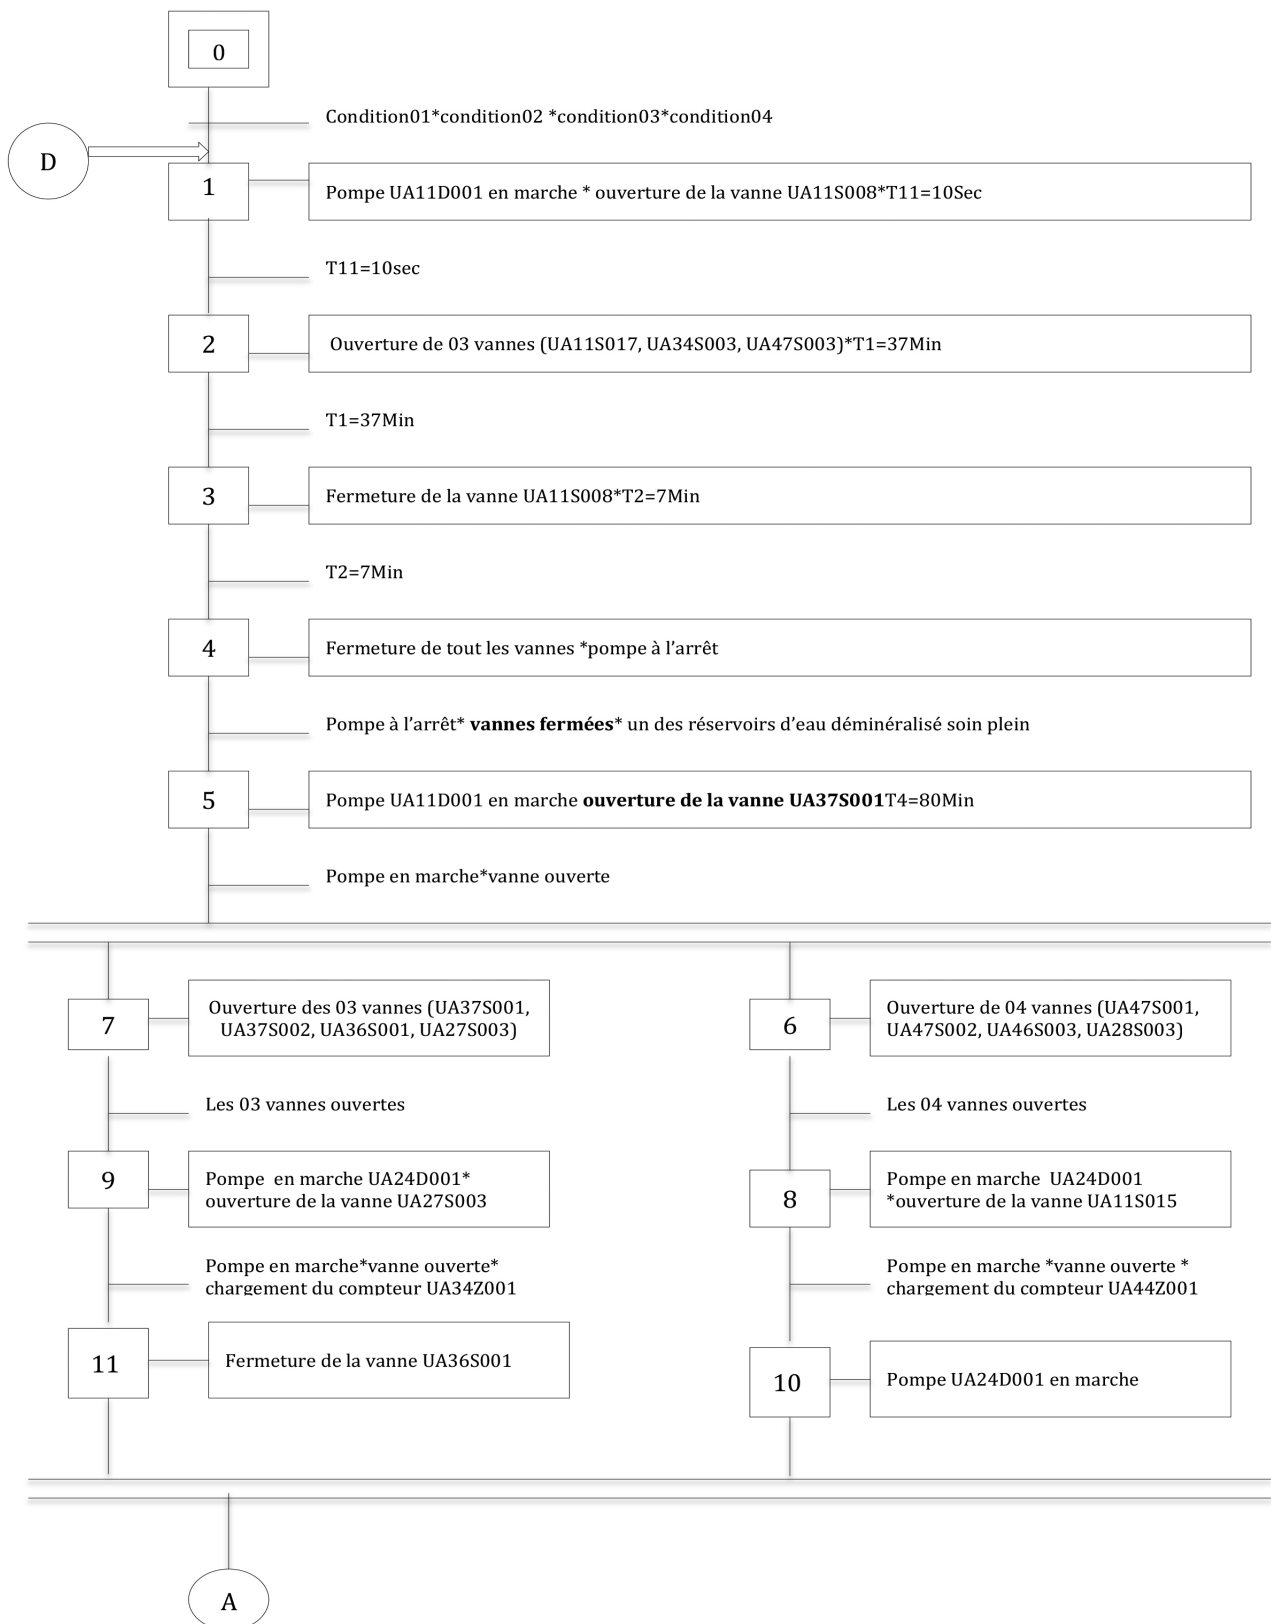 0
Condition01*condition02 *condition03*condition04
D
1
Pompe UA11D001 en marche * ouverture de la vanne UA11S008*T11=10Sec
T11=10sec
2
Ouverture de 03 vannes (UA11S017, UA34S003, UA47S003)*T1=37Min
T1=37Min
3
Fermeture de la vanne UA11S008*T2=7Min
T2=7Min
4
Fermeture de tout les vannes *pompe à l’arrêt
Pompe à l’arrêt* vannes fermées* un des réservoirs d’eau déminéralisé soin plein
5
Pompe UA11D001 en marche ouverture de la vanne UA37S001T4=80Min
Pompe en marche*vanne ouverte
7
Ouverture des 03 vannes (UA37S001,
UA37S002, UA36S001, UA27S003)
6
Ouverture de 04 vannes (UA47S001,
UA47S002, UA46S003, UA28S003)
Les 03 vannes ouvertes
Les 04 vannes ouvertes
9
Pompe  en marche UA24D001*
ouverture de la vanne UA27S003
8
Pompe en marche  UA24D001
*ouverture de la vanne UA11S015
Pompe en marche*vanne ouverte*
chargement du compteur UA34Z001
Pompe en marche *vanne ouverte *
chargement du compteur UA44Z001
11
Fermeture de la vanne UA36S001
10
Pompe UA24D001 en marche
A